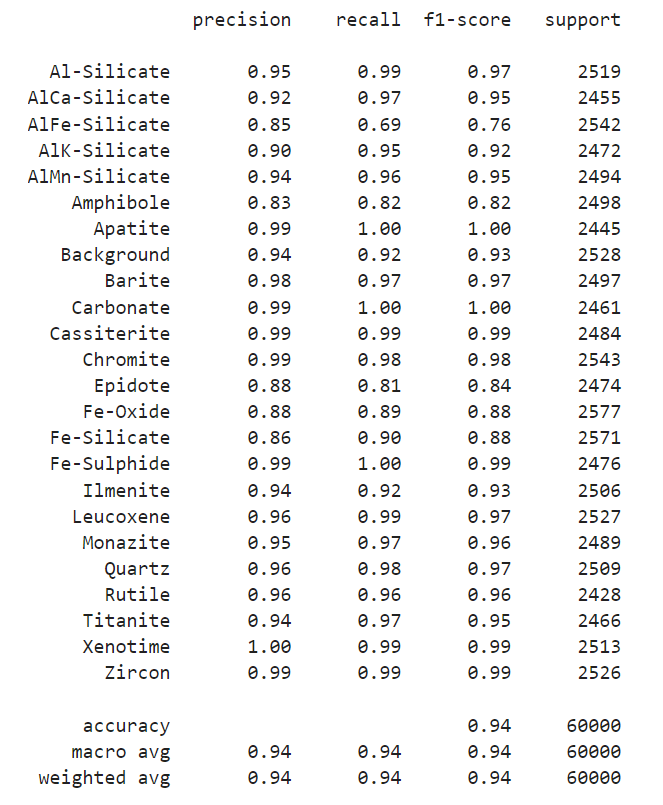 precision recall f1-score support
Al-Silicate 0.95 0.99 0.97 2519
AlCa-Silicate 0.92 0.97 0.95 2455
AlFe-Silicate 0.85 0.69 0.76 2542
AlK-Silicate 0.90 0.95 0.92 2472
AlMn-Silicate 0.94 0.96 0.95 2494
Amphibole 0.83 0.82 0.82 2498
Apatite 0.99 1.00 1.00 2445
Background 0.94 0.92 0.93 2528
Barite 0.98 0.97 0.97 2497
Carbonate 0.99 1.00 1.00 2461
Cassiterite 0.99 0.99 0.99 2484
Chromite 0.99 0.98 0.98 2543
Epidote 0.88 0.81 0.84 2474
Fe-Oxide 0.88 0.89 0.88 2577
Fe-Silicate 0.86 0.90 0.88 2571
Fe-Sulphide 0.99 1.00 0.99 2476
Ilmenite 0.94 0.92 0.93 2506
Leucoxene 0.96 0.99 0.97 2527
Monazite 0.95 0.97 0.96 2489
Quartz 0.96 0.98 0.97 2509
Rutile 0.96 0.96 0.96 2428
Titanite 0.94 0.97 0.95 2466
Xenotime 1.00 0.99 0.99 2513
Zircon 0.99 0.99 0.99 2526
accuracy 0.94 60000
macro avg 0.94 0.94 0.94 60000
weighted avg 0.94 0.94 0.94 60000